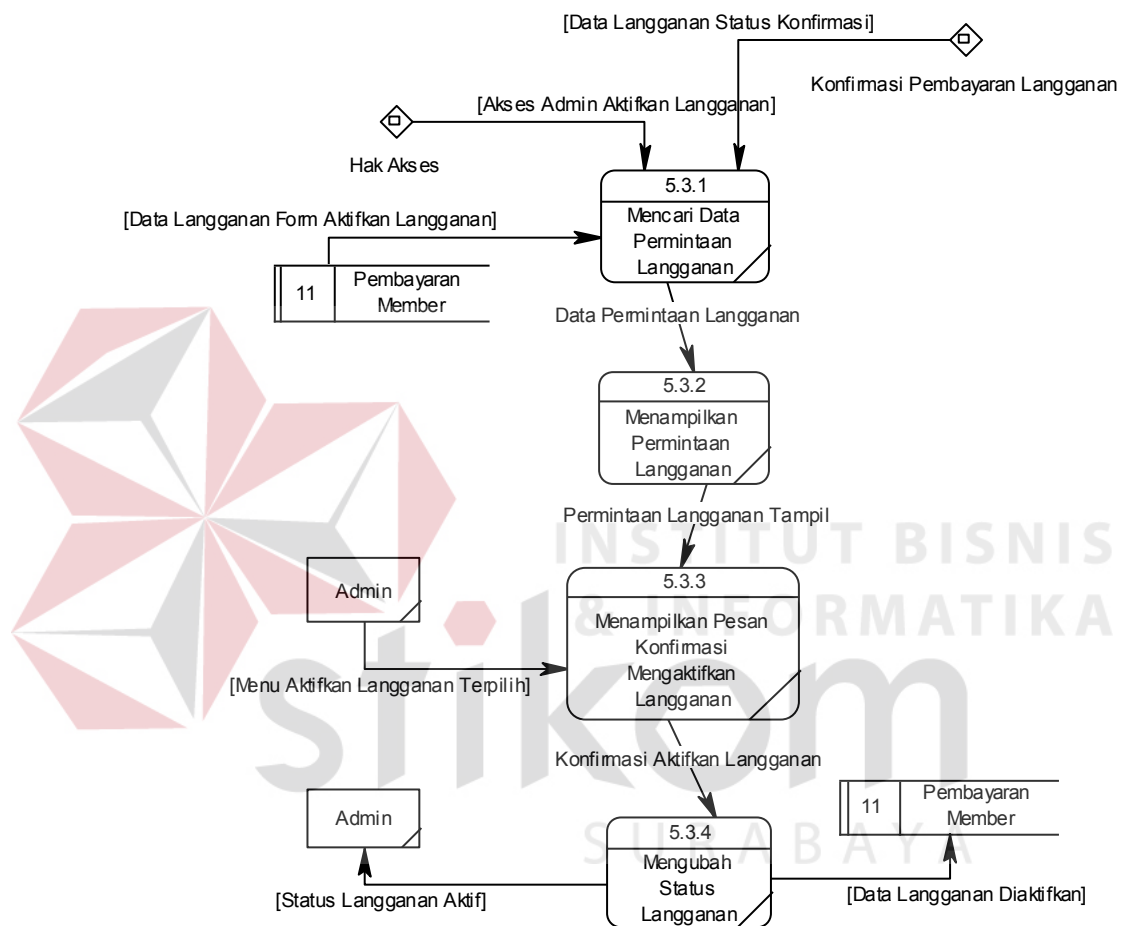 [Data Langganan Status Konfirmasi]
Konfirmasi Pembayaran Langganan
[Akses Admin Aktifkan Langganan]
Hak Akses
5.3.1
Mencari Data
Permintaan
Langganan
[Data Langganan Form Aktifkan Langganan]
11
Pembayaran
Member
Data Permintaan Langganan
5.3.2
Menampilkan
Permintaan
Langganan
Permintaan Langganan Tampil
INSTITUT BISNIS
& INFORMATIKA
stikom
SURABAYA
Admin
5.3.3
Menampilkan Pesan
Konfirmasi
Mengaktifkan
Langganan
[Menu Aktifkan Langganan Terpilih]
Konfirmasi Aktifkan Langganan
Admin
5.3.4
Mengubah
Status
Langganan
11
Pembayaran
Member
[Status Langganan Aktif]
[Data Langganan Diaktifkan]